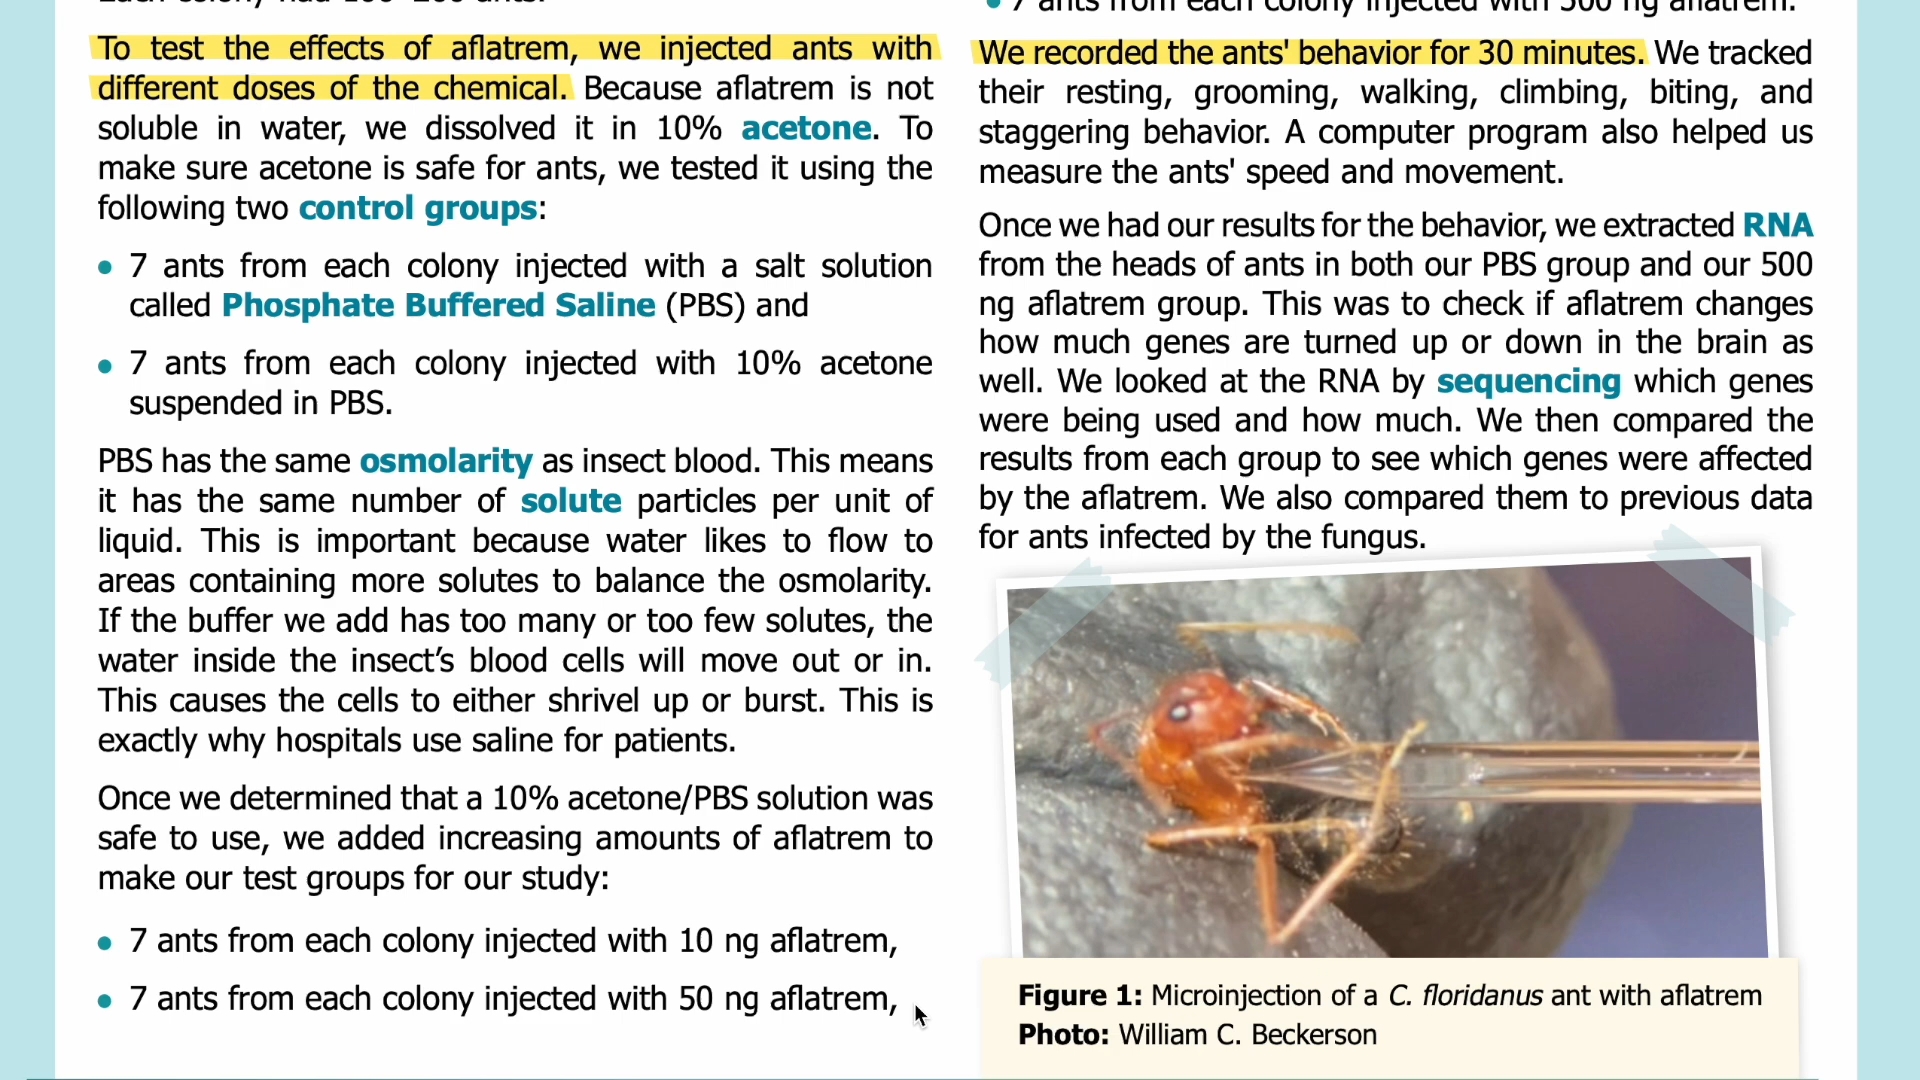 Each colony had 100-200 ants.
To test the effects of aflatrem, we injected ants with
different doses of the chemical. Because aflatrem is not
soluble in water, we dissolved it in 10% acetone. To
make sure acetone is safe for ants, we tested it using the
following two control groups:
• 7 ants from each colony injected with a salt solution
called Phosphate Buffered Saline (PBS) and
• 7 ants from each colony injected with 10% acetone
suspended in PBS.
PBS has the same osmolarity as insect blood. This means
it has the same number of solute particles per unit of
liquid. This is important because water likes to flow to
areas containing more solutes to balance the osmolarity.
If the buffer we add has too many or too few solutes, the
water inside the insect’s blood cells will move out or in.
This causes the cells to either shrivel up or burst. This is
exactly why hospitals use saline for patients.
Once we determined that a 10% acetone/PBS solution was
safe to use, we added increasing amounts of aflatrem to
make our test groups for our study:
• 7 ants from each colony injected with 10 ng aflatrem,
• 7 ants from each colony injected with 50 ng aflatrem,
• 7 ants from each colony injected with 500 ng aflatrem.
We recorded the ants' behavior for 30 minutes. We tracked
their resting, grooming, walking, climbing, biting, and
staggering behavior. A computer program also helped us
measure the ants' speed and movement.
Once we had our results for the behavior, we extracted RNA
from the heads of ants in both our PBS group and our 500
ng aflatrem group. This was to check if aflatrem changes
how much genes are turned up or down in the brain as
well. We looked at the RNA by sequencing which genes
were being used and how much. We then compared the
results from each group to see which genes were affected
by the aflatrem. We also compared them to previous data
for ants infected by the fungus.
Figure 1: Microinjection of a C. floridanus ant with aflatrem
Photo: William C. Beckerson